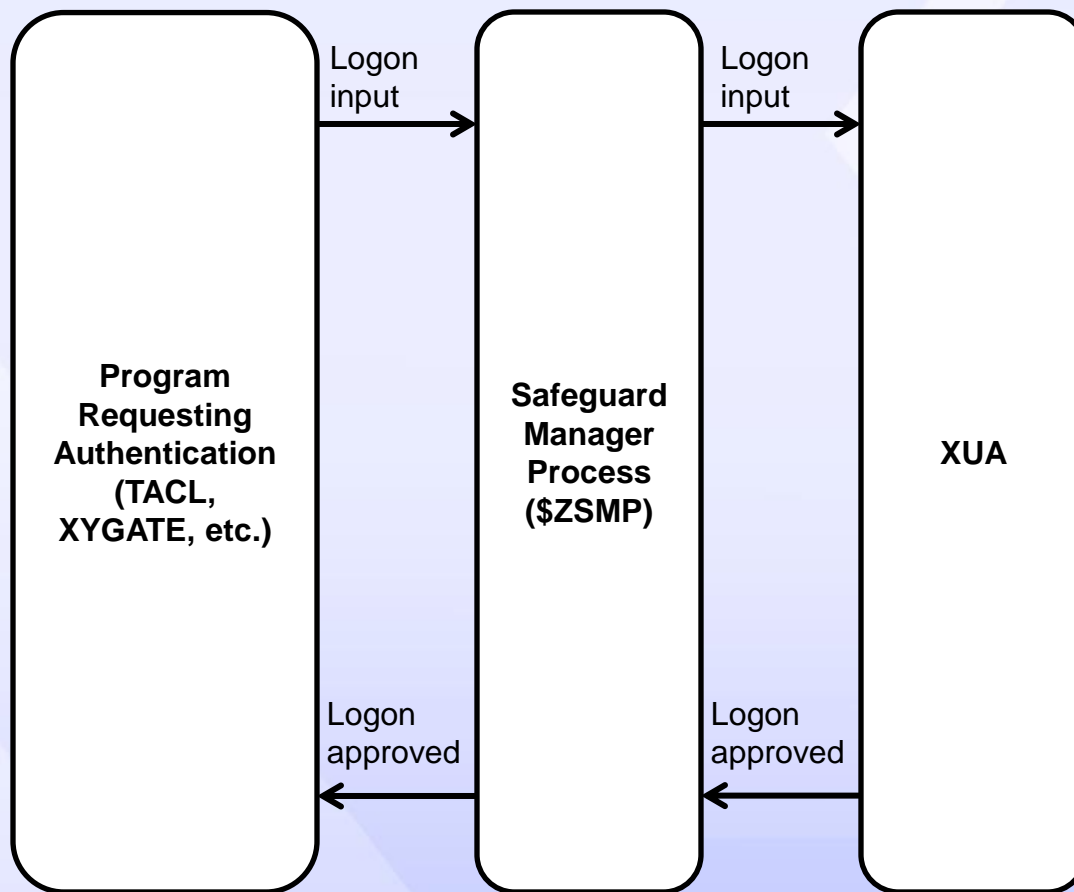 Logon
input
Logon
input
Program
Requesting
Authentication
(TACL,
XYGATE, etc.)
Safeguard
Manager
Process
($ZSMP)
XUA
Logon
approved
Logon
approved